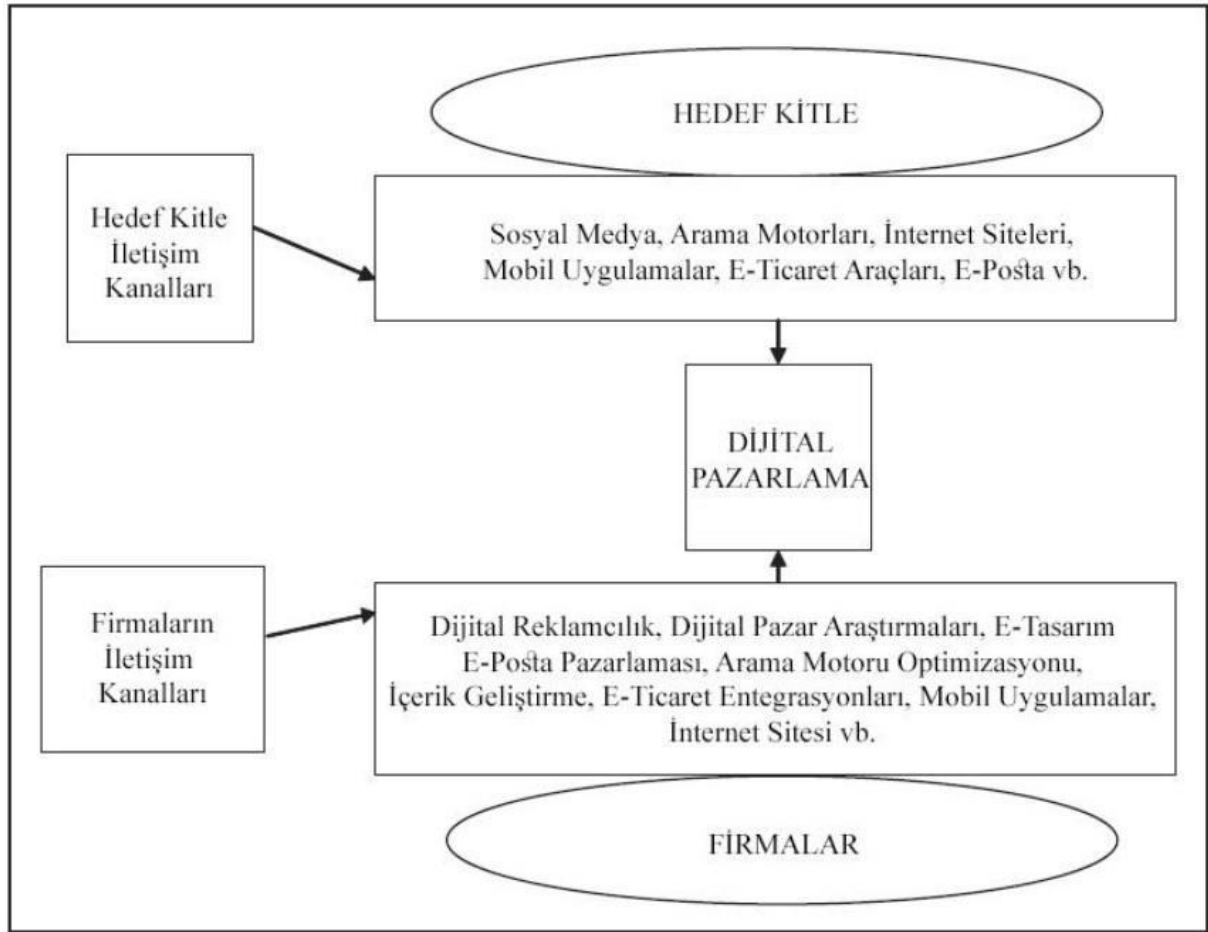 HEDEF KİTLE
Hedef Kitle
İletişim
Kanalları
Sosyal Medya, Arama Motorları, İnternet Siteleri,
Mobil Uygulamalar, E-Ticaret Araçları, E-Posta vb.
DİJİTAL
PAZARLAMA
Firmaların
İletişim
Kanalları
Dijital Reklamcılık, Dijital Pazar Araştırmaları, E-Tasarım
E-Posta Pazarlaması, Arama Motoru Optimizasyonu,
İçerik Geliştirme, E-Ticaret Entegrasyonları, Mobil Uygulamalar,
İnternet Sitesi vb.
FİRMALAR